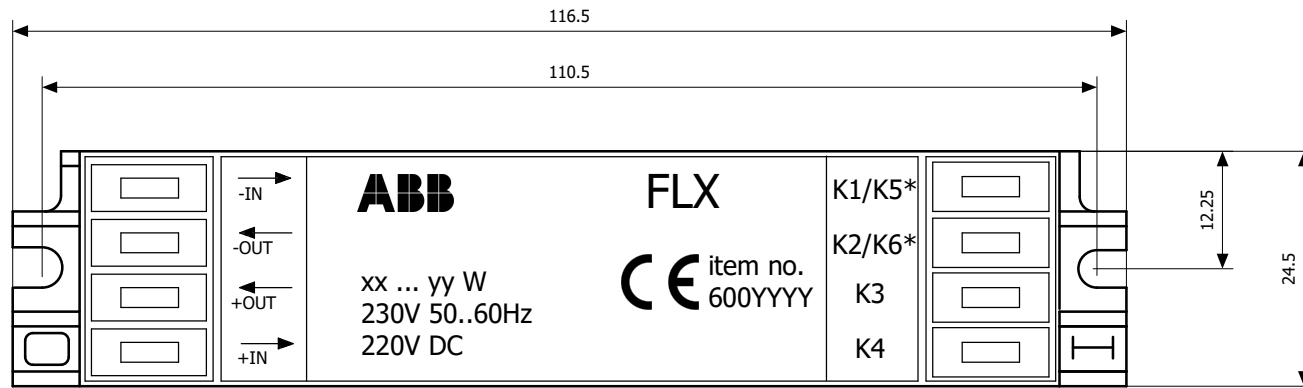 116.5
110.5
-IN
-OUT
+OUT
+IN
ABB
xx ... yy W
230V 50..60Hz
220V DC
FLX
CE
item no.
600YYYY
K1/K5*
K2/K6*
K3
K4
12.25
24.5